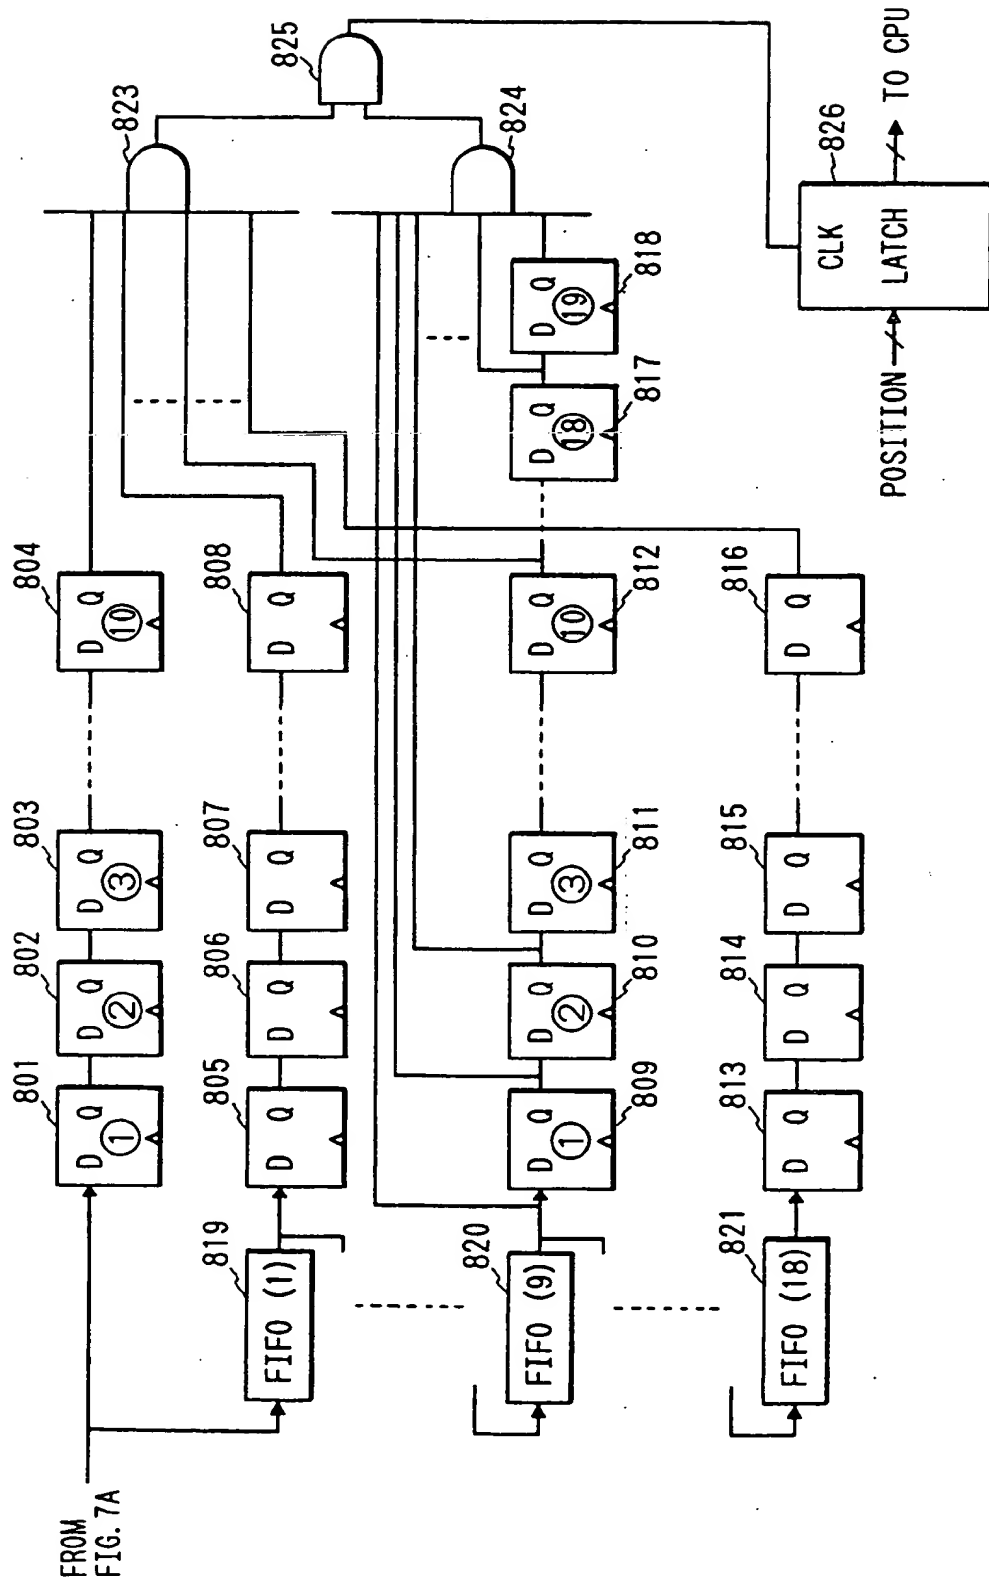 FROM
FIG. 7A
801
D Q
①
802
D Q
②
803
D Q
③
804
D Q
⑩
823
825
819
FIFO (1)
805
D Q
806
D Q
807
D Q
808
D Q
824
820
FIFO (9)
D Q
①
809
D Q
②
810
D Q
③
811
D Q
⑩
812
D Q
⑱
817
D Q
⑲
818
821
FIFO (18)
813
D Q
814
D Q
815
D Q
816
D Q
POSITION
CLK
LATCH
826
TO CPU